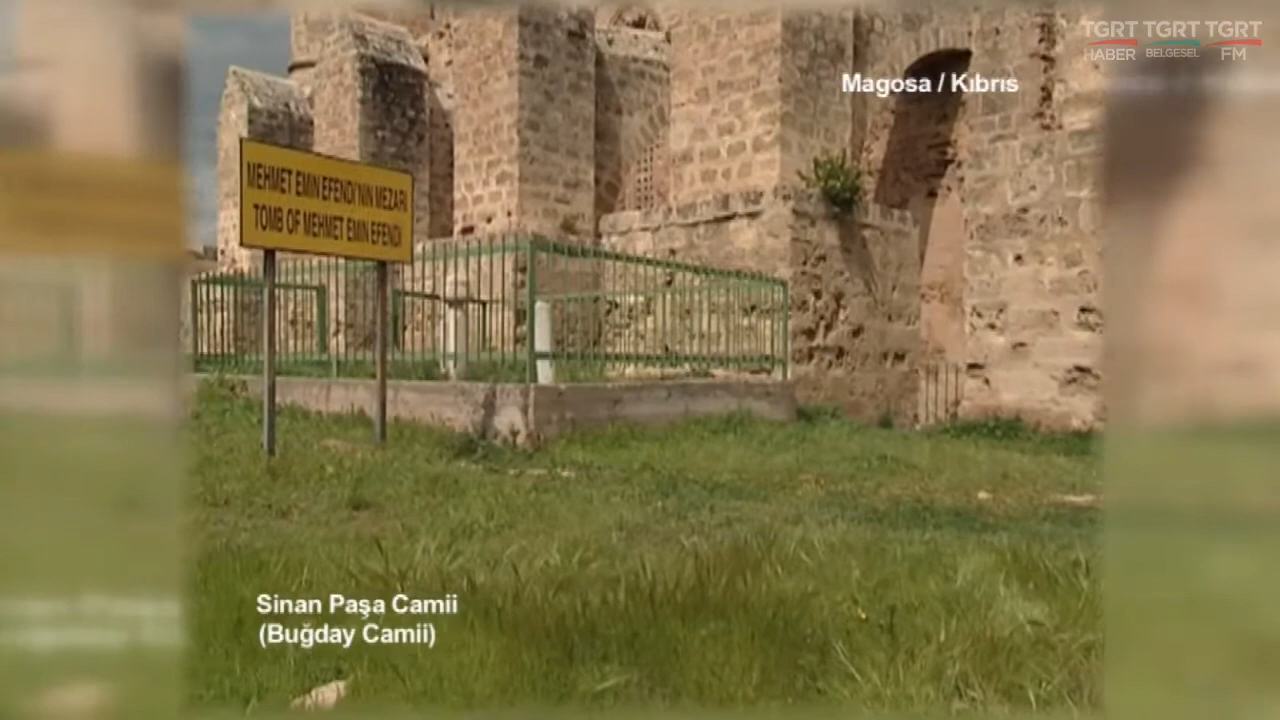 TGRT TGRT TGRT
HABER BELGESEL FM
Magosa / Kıbrıs
MEHMET EMİN EFENDİ'NİN MEZARI
TOMB OF MEHMET EMIN EFENDI
Sinan Paşa Camii
(Buğday Camii)